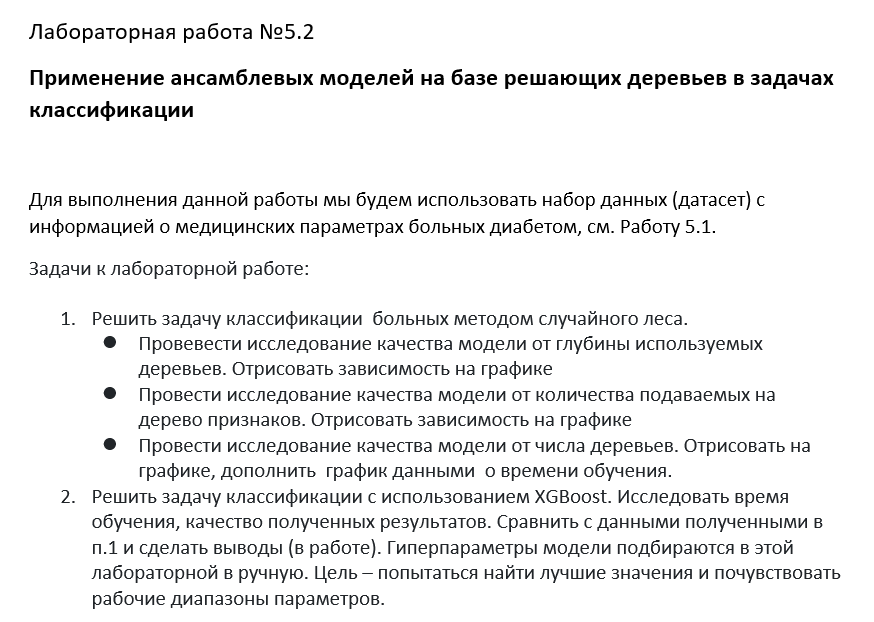 Лабораторная работа №5.2
Применение ансамблевых моделей на базе решающих деревьев в задачах
классификации
Для выполнения данной работы мы будем использовать набор данных (датасет) с
информацией о медицинских параметрах больных диабетом, см. Работу 5.1.
Задачи к лабораторной работе:
1. Решить задачу классификации  больных методом случайного леса.
● Провевести исследование качества модели от глубины используемых
деревьев. Отрисовать зависимость на графике
● Провести исследование качества модели от количества подаваемых на
дерево признаков. Отрисовать зависимость на графике
● Провести исследование качества модели от числа деревьев. Отрисовать на
графике, дополнить  график данными  о времени обучения.
2. Решить задачу классификации с использованием XGBoost. Исследовать время
обучения, качество полученных результатов. Сравнить с данными полученными в
п.1 и сделать выводы (в работе). Гиперпараметры модели подбираются в этой
лабораторной в ручную. Цель – попытаться найти лучшие значения и почувствовать
рабочие диапазоны параметров.